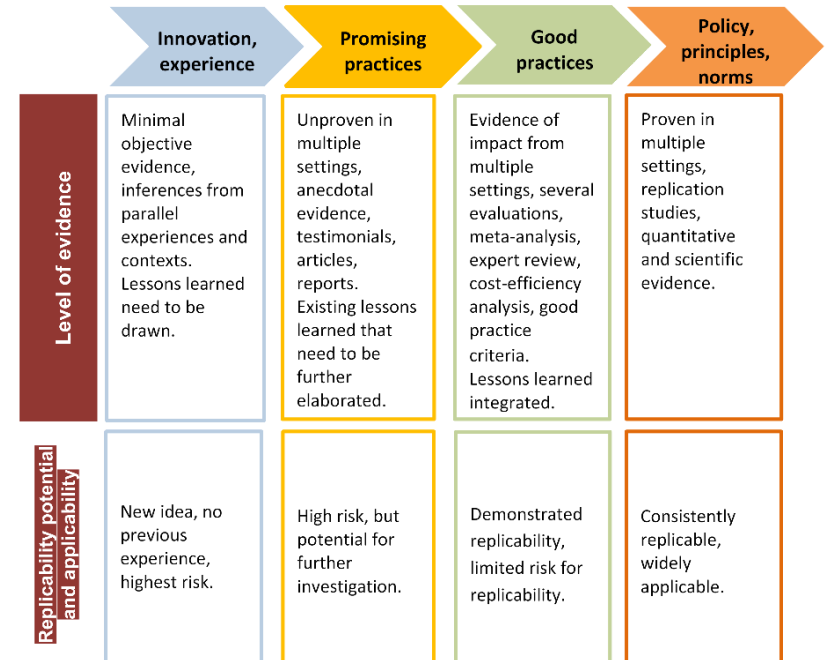 Innovation,
experience
Promising
practices
Good
practices
Policy,
principles,
norms
Level of evidence
Minimal
objective
evidence,
inferences from
parallel
experiences and
contexts.
Lessons learned
need to be
drawn.
Unproven in
multiple
settings,
anecdotal
evidence,
testimonials,
articles,
reports.
Existing lessons
learned that
need to be
further
elaborated.
Evidence of
impact from
multiple
settings, several
evaluations,
meta-analysis,
expert review,
cost-efficiency
analysis, good
practice
criteria.
Lessons learned
integrated.
Proven in
multiple
settings,
replication
studies,
quantitative
and scientific
evidence.
Replicability potential
and applicability
New idea, no
previous
experience,
highest risk.
High risk, but
potential for
further
investigation.
Demonstrated
replicability,
limited risk for
replicability.
Consistently
replicable,
widely
applicable.